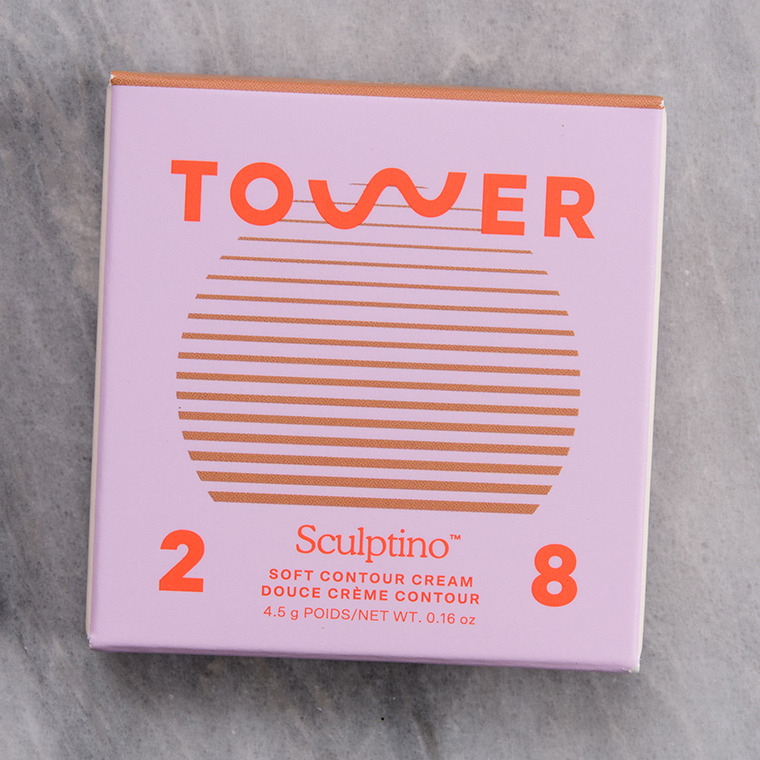 TOWER
2 8
Sculptino™
SOFT CONTOUR CREAM
DOUCE CRÈME CONTOUR
4.5 g POIDS/NET WT. 0.16 oz